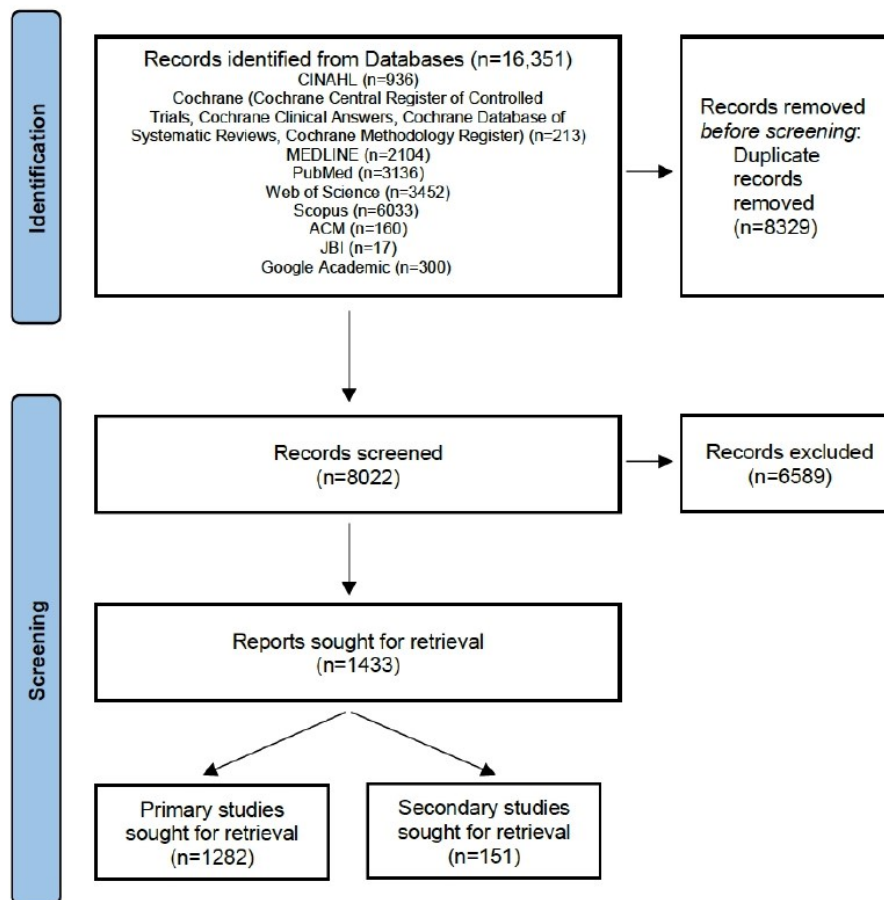 Identification
Records identified from Databases (n=16,351)
CINAHL (n=936)
Cochrane (Cochrane Central Register of Controlled
Trials, Cochrane Clinical Answers, Cochrane Database of
Systematic Reviews, Cochrane Methodology Register) (n=213)
MEDLINE (n=2104)
PubMed (n=3136)
Web of Science (n=3452)
Scopus (n=6033)
ACM (n=160)
JBI (n=17)
Google Academic (n=300)
Records removed
before screening:
Duplicate
records
removed
(n=8329)
Screening
Records screened
(n=8022)
Records excluded
(n=6589)
Reports sought for retrieval
(n=1433)
Primary studies
sought for retrieval
(n=1282)
Secondary studies
sought for retrieval
(n=151)